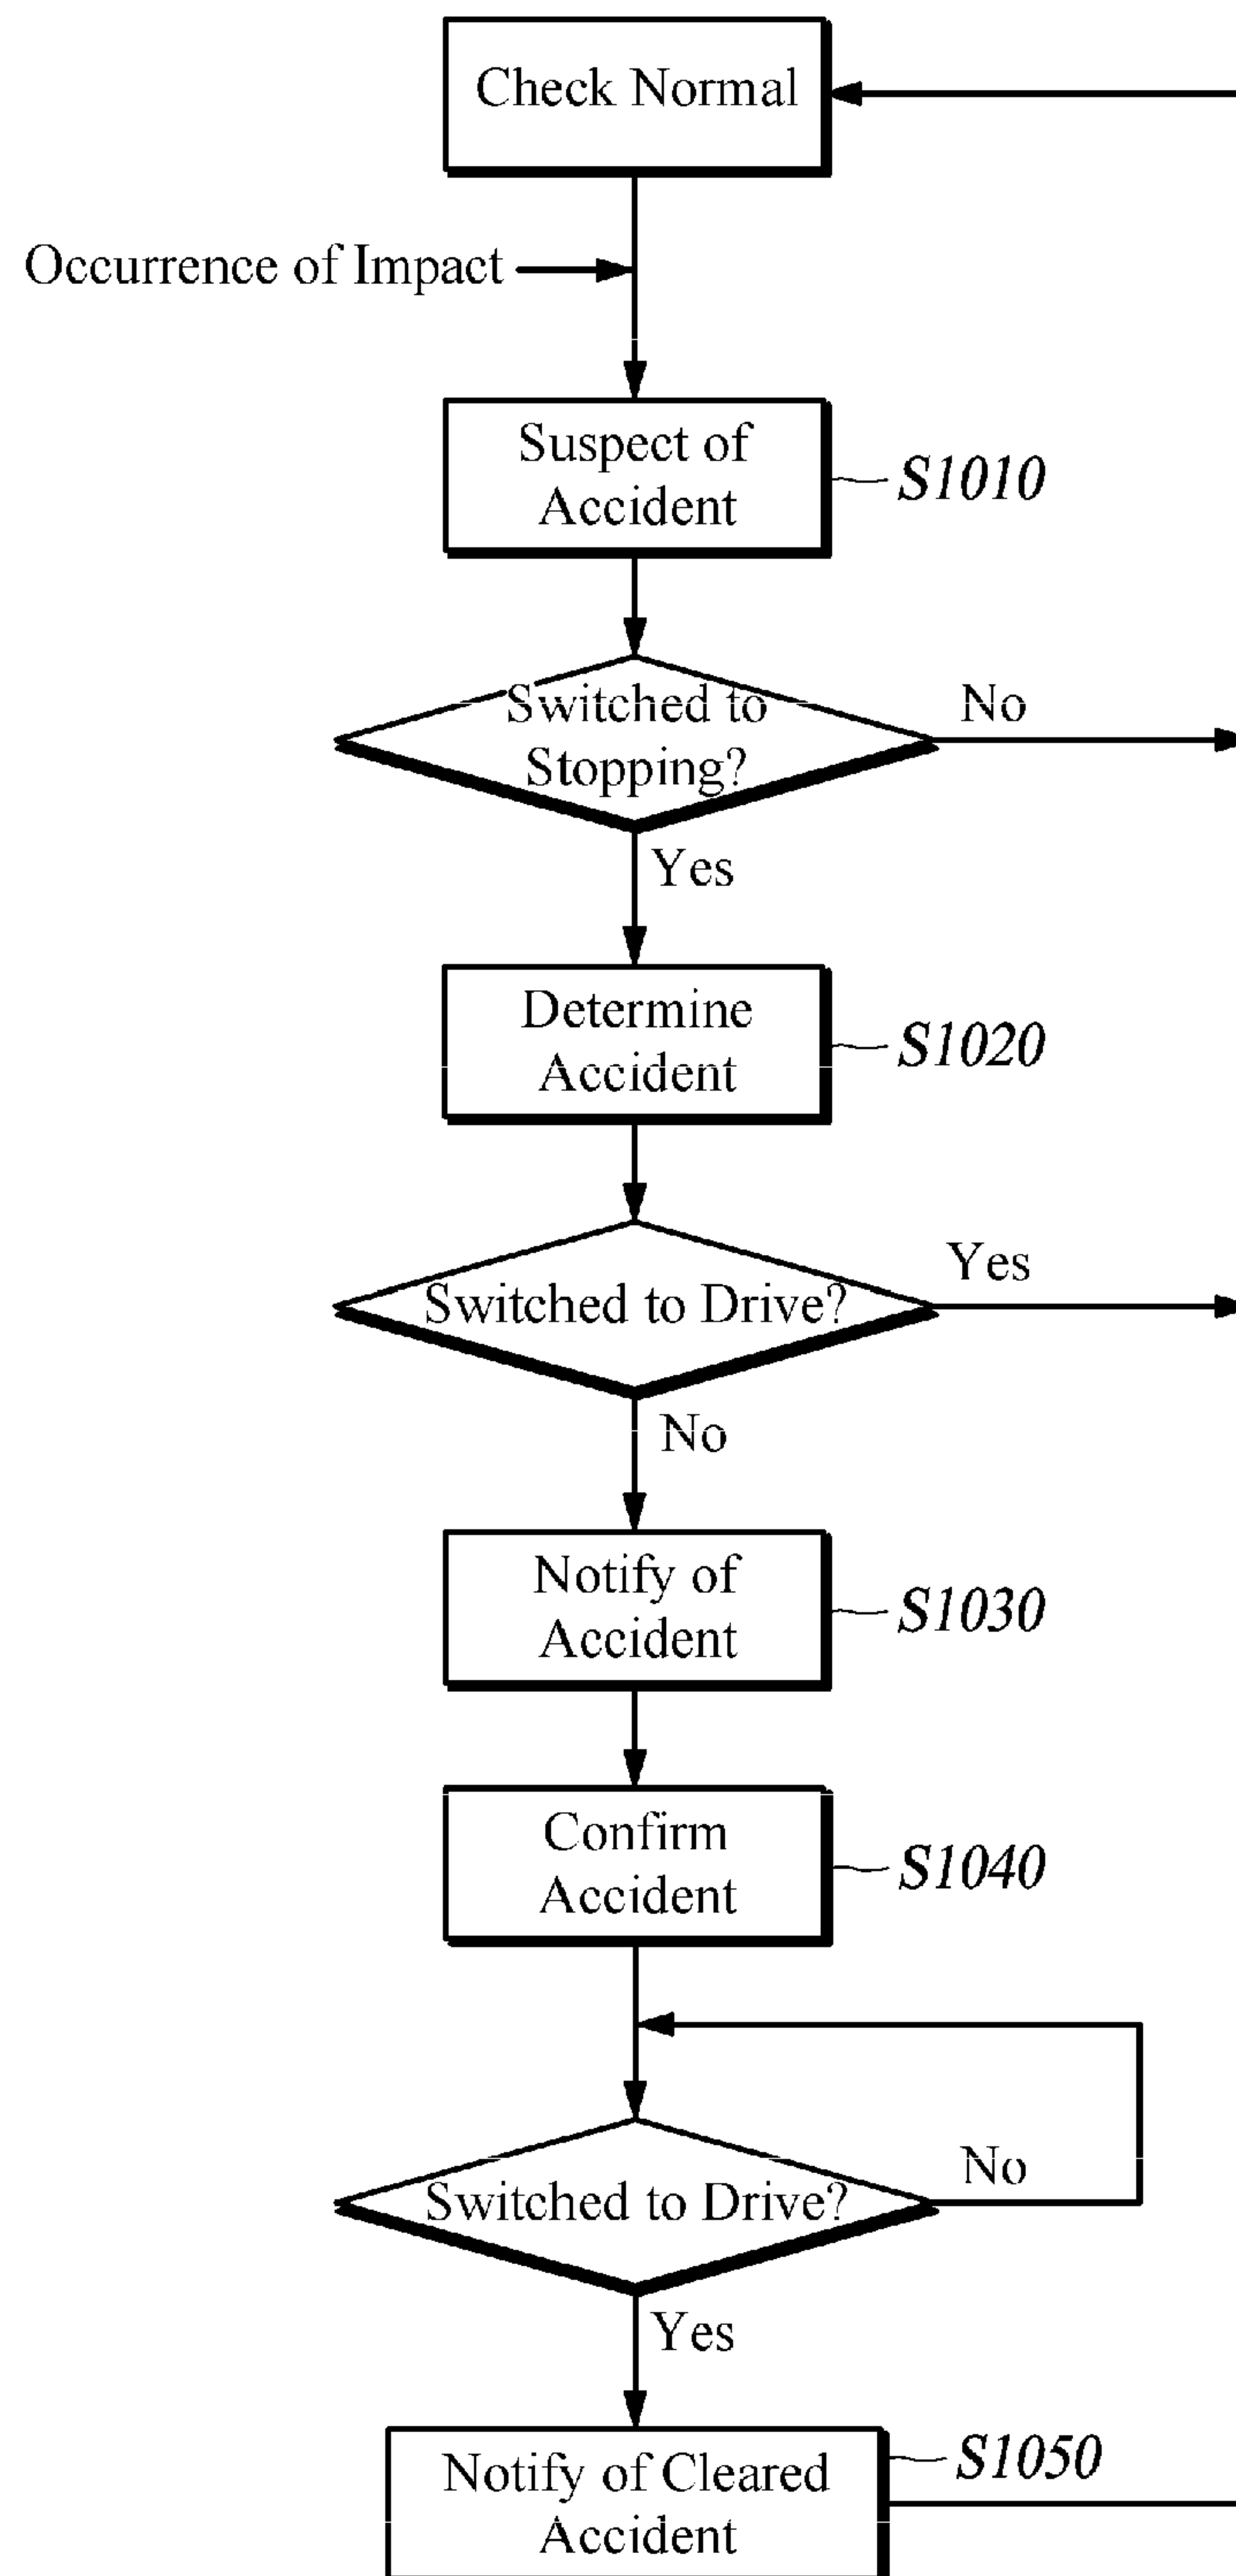 Check Normal
Occurrence of Impact
Suspect of
Accident
S1010
Switched to
Stopping?
No
Yes
Determine
Accident
S1020
Switched to Drive?
Yes
No
Notify of
Accident
S1030
Confirm
Accident
S1040
Switched to Drive?
No
Yes
Notify of Cleared
Accident
S1050